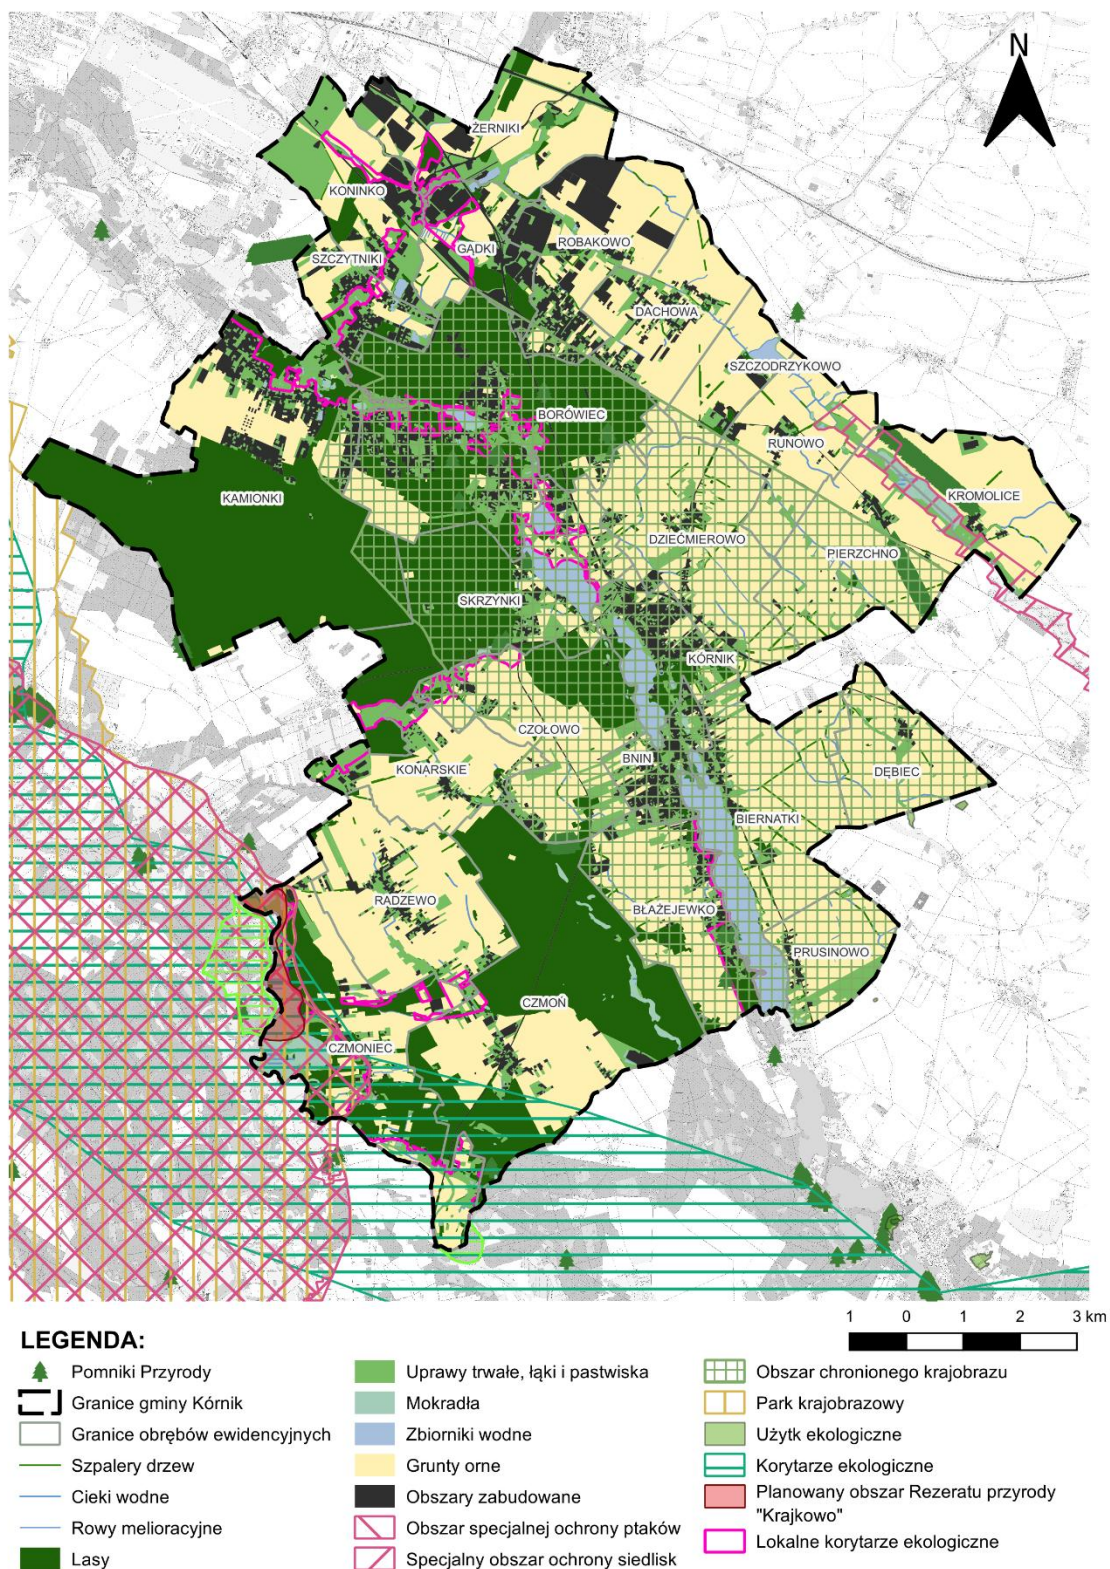 N
ŻERNIKI
KONINKO
GĄDKI
ROBAKOWO
SZCZYTNIKI
DACHOWA
SZCZODRZYKOWO
BORÓWIEC
RUNOWO
KROMOLICE
KAMIONKI
DZIEĆMIEROWO
PIERZCHNO
SKRZYNKI
KÓRNIK
CZOŁOWO
BNIN
KONARSKIE
DĘBIEC
BIERNATKI
RADZEWO
BŁAŻEJEWKO
PRUSINOWO
CZMOŃ
CZMONIEC
1 0 1 2 3 km
LEGENDA:
Pomniki Przyrody
Granice gminy Kórnik
Granice obrębów ewidencyjnych
Szpalery drzew
Cieki wodne
Rowy melioracyjne
Lasy
Uprawy trwałe, łąki i pastwiska
Mokradła
Zbiorniki wodne
Grunty orne
Obszary zabudowane
Obszar specjalnej ochrony ptaków
Specjalny obszar ochrony siedlisk
Obszar chronionego krajobrazu
Park krajobrazowy
Użytk ekologiczne
Korytarze ekologiczne
Planowany obszar Rezeratu przyrody
"Krajkowo"
Lokalne korytarze ekologiczne